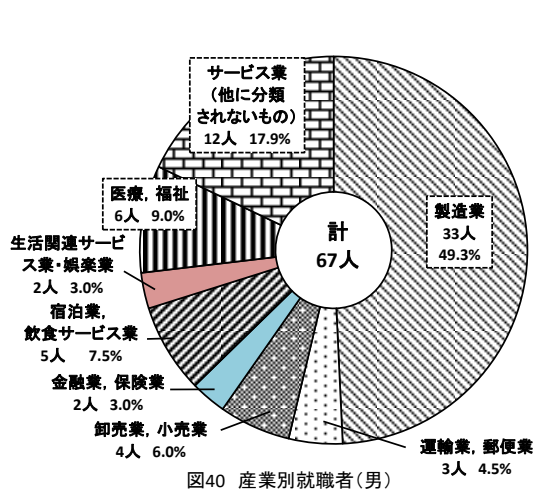 サービス業
（他に分類
されないもの）
12人 17.9%
医療，福祉
6人 9.0%
生活関連サービ
ス業・娯楽業
2人 3.0%
宿泊業，
飲食サービス業
5人 7.5%
金融業，保険業
2人 3.0%
卸売業，小売業
4人 6.0%
計
67人
製造業
33人
49.3%
運輸業，郵便業
3人 4.5%
図40 産業別就職者（男）